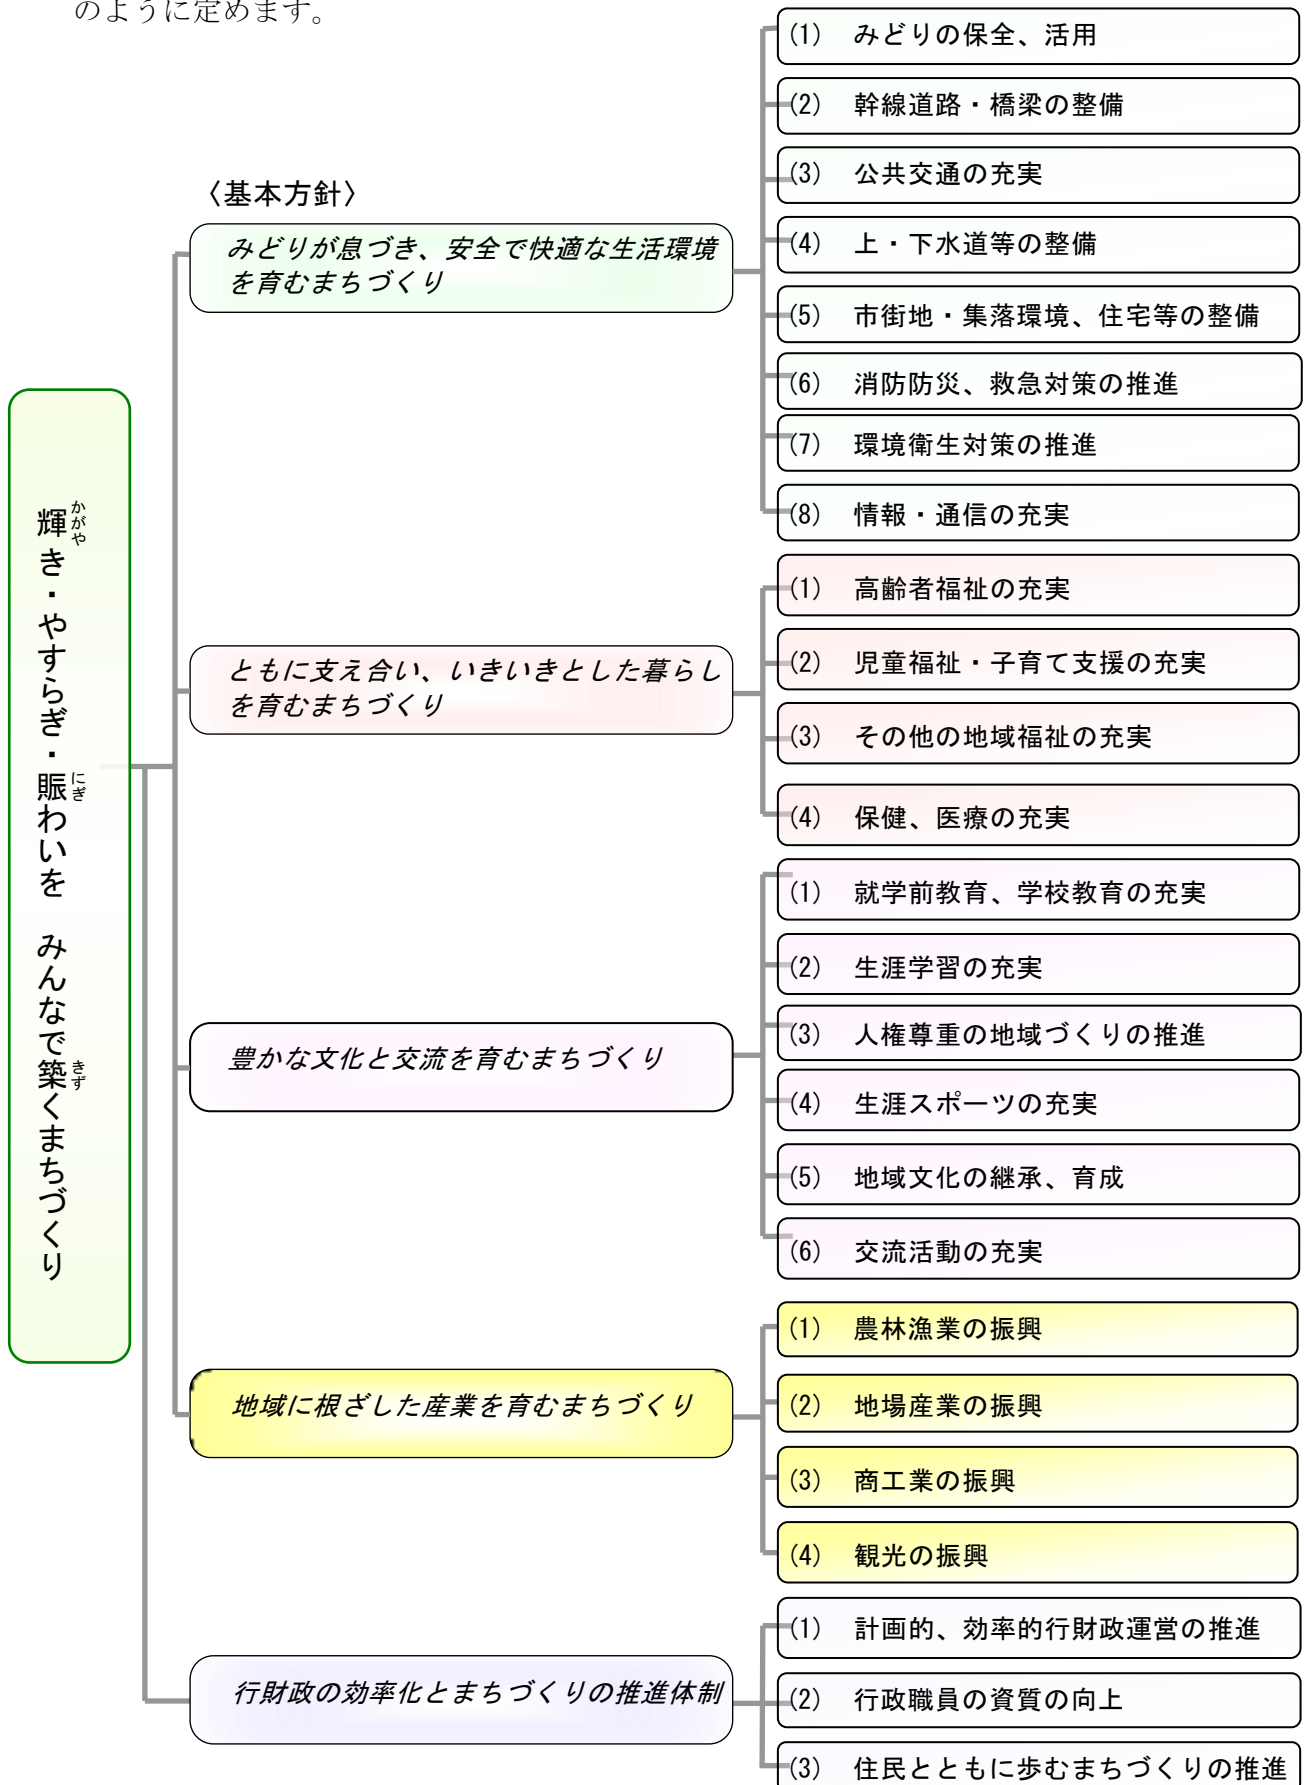 のように定めます。
〈基本方針〉
輝き・やすらぎ・賑わいを　みんなで築くまちづくり
かがや
にぎ
きず
みどりが息づき、安全で快適な生活環境
を育むまちづくり
(1)　みどりの保全、活用
(2)　幹線道路・橋梁の整備
(3)　公共交通の充実
(4)　上・下水道等の整備
(5)　市街地・集落環境、住宅等の整備
(6)　消防防災、救急対策の推進
(7)　環境衛生対策の推進
(8)　情報・通信の充実
ともに支え合い、いきいきとした暮らし
を育むまちづくり
(1)　高齢者福祉の充実
(2)　児童福祉・子育て支援の充実
(3)　その他の地域福祉の充実
(4)　保健、医療の充実
豊かな文化と交流を育むまちづくり
(1)　就学前教育、学校教育の充実
(2)　生涯学習の充実
(3)　人権尊重の地域づくりの推進
(4)　生涯スポーツの充実
(5)　地域文化の継承、育成
(6)　交流活動の充実
地域に根ざした産業を育むまちづくり
(1)　農林漁業の振興
(2)　地場産業の振興
(3)　商工業の振興
(4)　観光の振興
行財政の効率化とまちづくりの推進体制
(1)　計画的、効率的行財政運営の推進
(2)　行政職員の資質の向上
(3)　住民とともに歩むまちづくりの推進